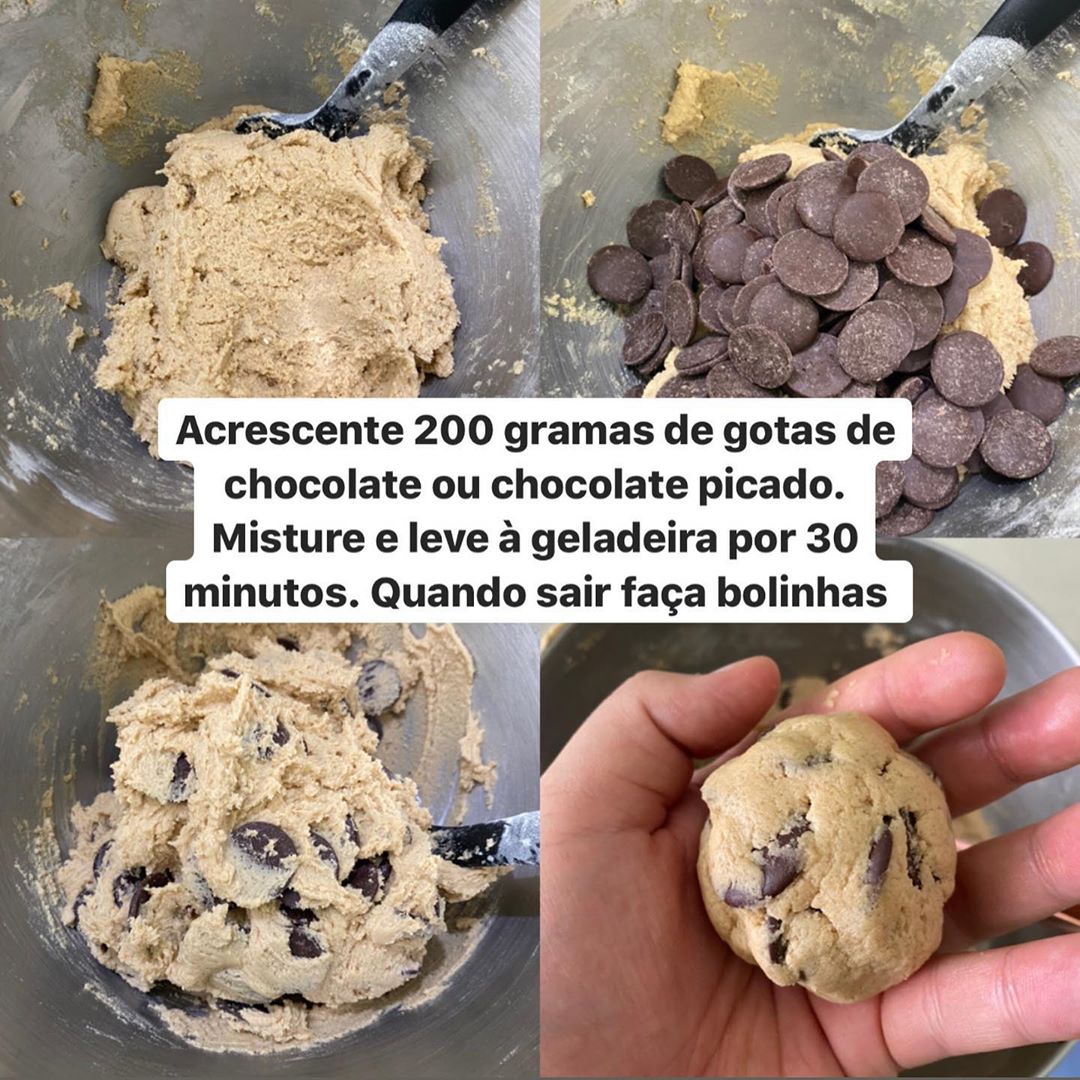 Acrescente 200 gramas de gotas de
chocolate ou chocolate picado.
Misture e leve à geladeira por 30
minutos. Quando sair faça bolinhas